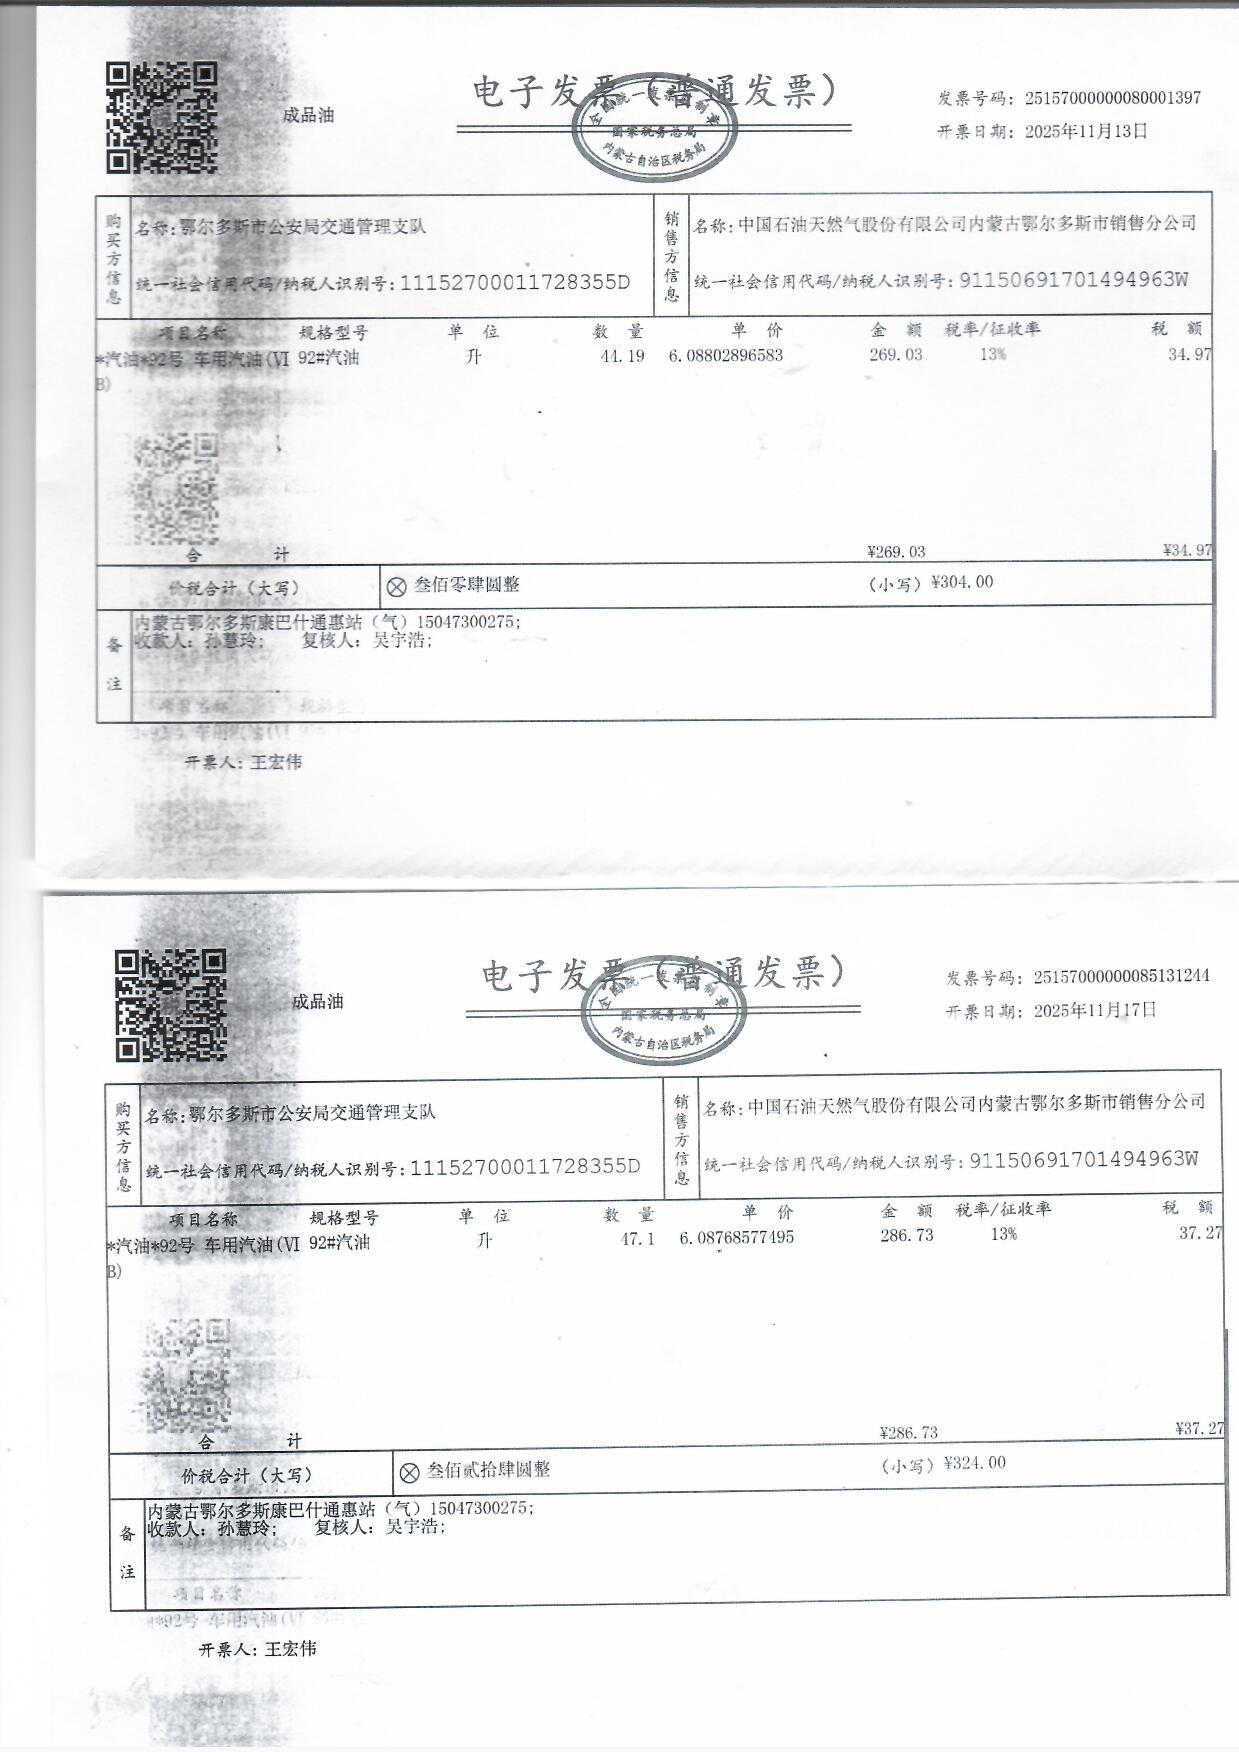 成品油
电子发票（普通发票）
全国统一发票监制章
国家税务总局
内蒙古自治区税务局
发票号码：25157000000080001397
开票日期：2025年11月13日
购买方信息
名称:鄂尔多斯市公安局交通管理支队
统一社会信用代码/纳税人识别号:11152700011728355D
销售方信息
名称:中国石油天然气股份有限公司内蒙古鄂尔多斯市销售分公司
统一社会信用代码/纳税人识别号:91150691701494963W
项目名称 规格型号 单 位 数 量 单 价 金 额 税率/征收率 税 额
*汽油*92号 车用汽油(VI 92#汽油 升 44.19 6.08802896583 269.03 13% 34.97
B)
合 计 ¥269.03 ¥34.97
价税合计（大写） ⊗ 叁佰零肆圆整 （小写）¥304.00
备注
内蒙古鄂尔多斯康巴什通惠站（气）15047300275;
收款人：孙慧玲; 复核人：吴宇浩;
开票人：王宏伟
成品油
电子发票（普通发票）
全国统一发票监制章
国家税务总局
内蒙古自治区税务局
发票号码：25157000000085131244
开票日期：2025年11月17日
购买方信息
名称:鄂尔多斯市公安局交通管理支队
统一社会信用代码/纳税人识别号:11152700011728355D
销售方信息
名称:中国石油天然气股份有限公司内蒙古鄂尔多斯市销售分公司
统一社会信用代码/纳税人识别号:91150691701494963W
项目名称 规格型号 单 位 数 量 单 价 金 额 税率/征收率 税 额
*汽油*92号 车用汽油(VI 92#汽油 升 47.1 6.08768577495 286.73 13% 37.27
B)
合 计 ¥286.73 ¥37.27
价税合计（大写） ⊗ 叁佰贰拾肆圆整 （小写）¥324.00
备注
内蒙古鄂尔多斯康巴什通惠站（气）15047300275;
收款人：孙慧玲; 复核人：吴宇浩;
开票人：王宏伟